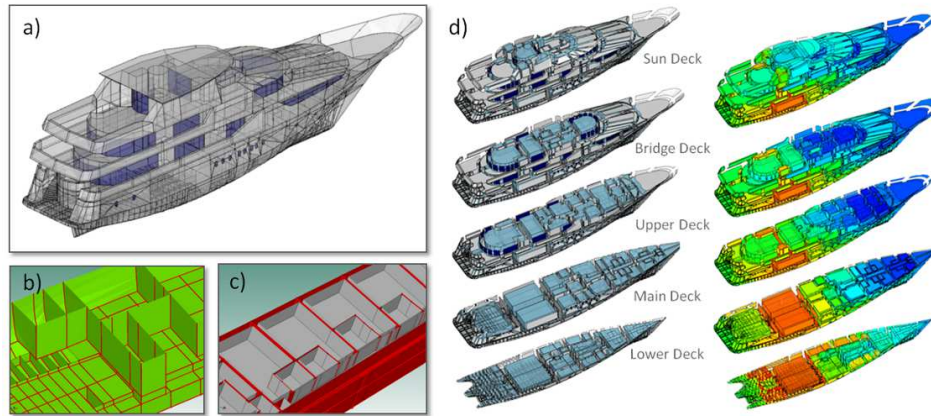 a)
b)
c)
d)
Sun Deck
Bridge Deck
Upper Deck
Main Deck
Lower Deck